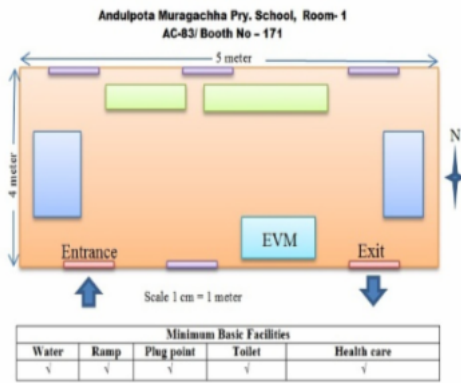 Andulpota Muragachha Pry. School, Room- 1
AC-83/ Booth No – 171
5 meter
4 meter
N
Entrance
EVM
Exit
Scale 1 cm = 1 meter
Minimum Basic Facilities
Water Ramp Plug point Toilet Health care
√ √ √ √ √